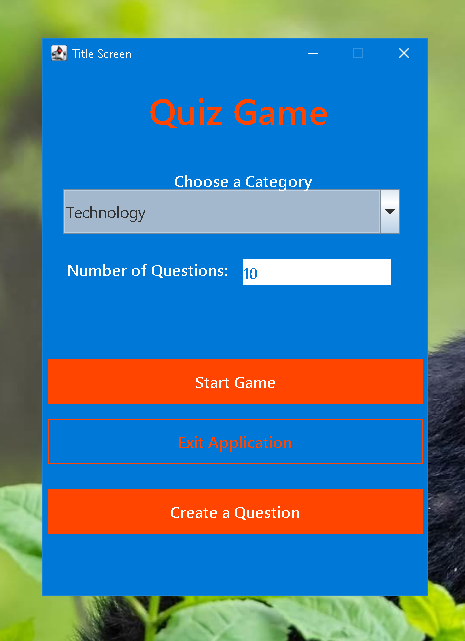 Title Screen
Quiz Game
Choose a Category
Technology
Number of Questions: 10
Start Game
Exit Application
Create a Question